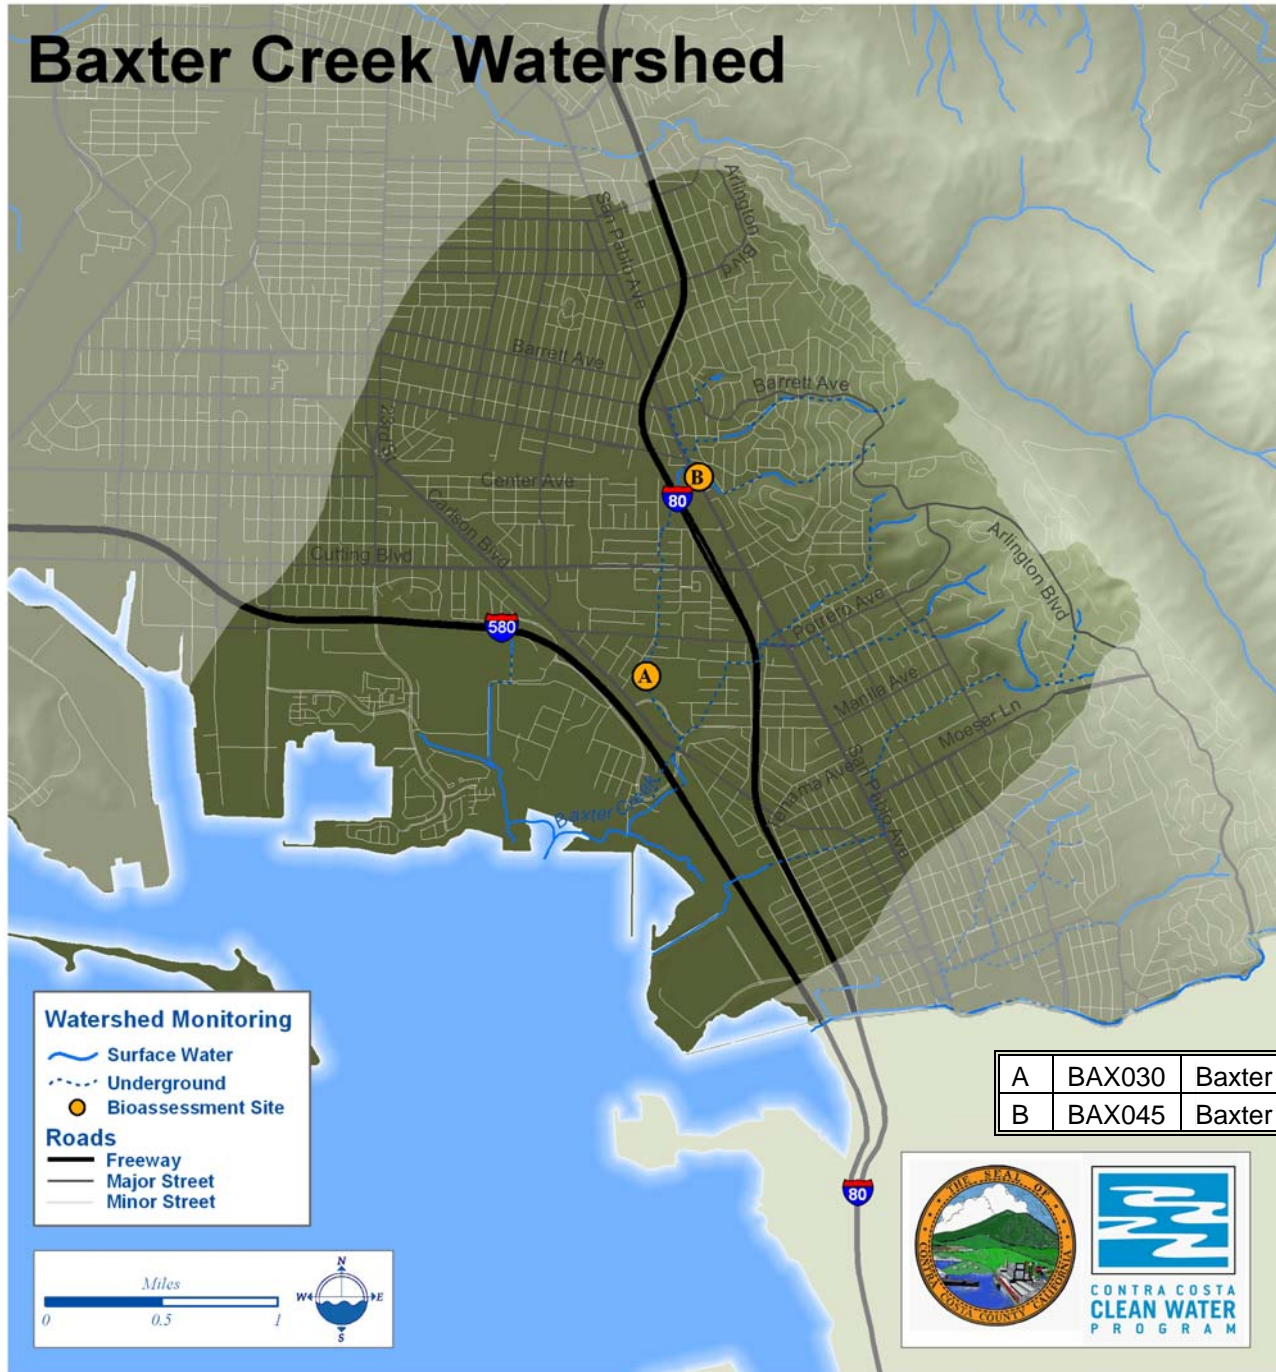 Baxter Creek Watershed
San Pablo Ave
Arlington
Blvd
Barrett Ave
Barrett Ave
23rd St
Center Ave
B
80
Carlson Blvd
Cutting Blvd
Arlington Blvd
580
Potrero Ave
A
Manila Ave
Moeser Ln
San Pablo Ave
Baxter Creek
Watershed Monitoring
Surface Water
Underground
Bioassessment Site
Roads
Freeway
Major Street
Minor Street
A BAX030 Baxter
B BAX045 Baxter
80
Miles
0 0.5 1
N
W E
S
THE SEAL OF
CONTRA COSTA COUNTY CALIFORNIA
CONTRA COSTA
CLEAN WATER
PROGRAM